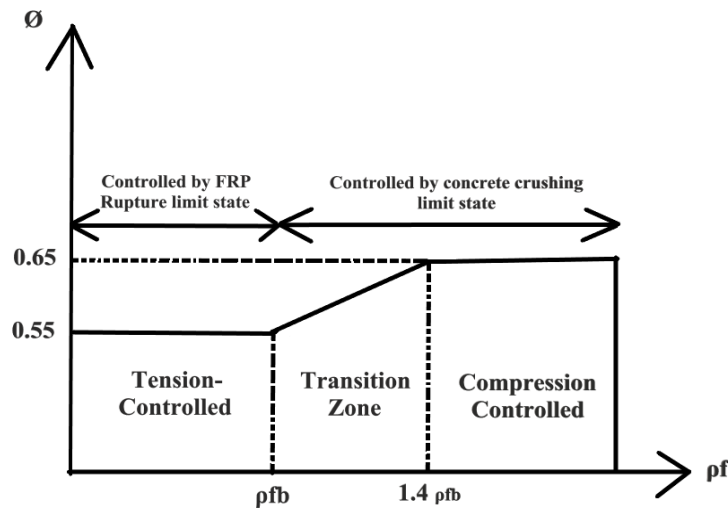 Ø
Controlled by FRP
Rupture limit state
Controlled by concrete crushing
limit state
0.65
0.55
Tension-
Controlled
Transition
Zone
Compression
Controlled
ρf
ρfb
1.4 ρfb